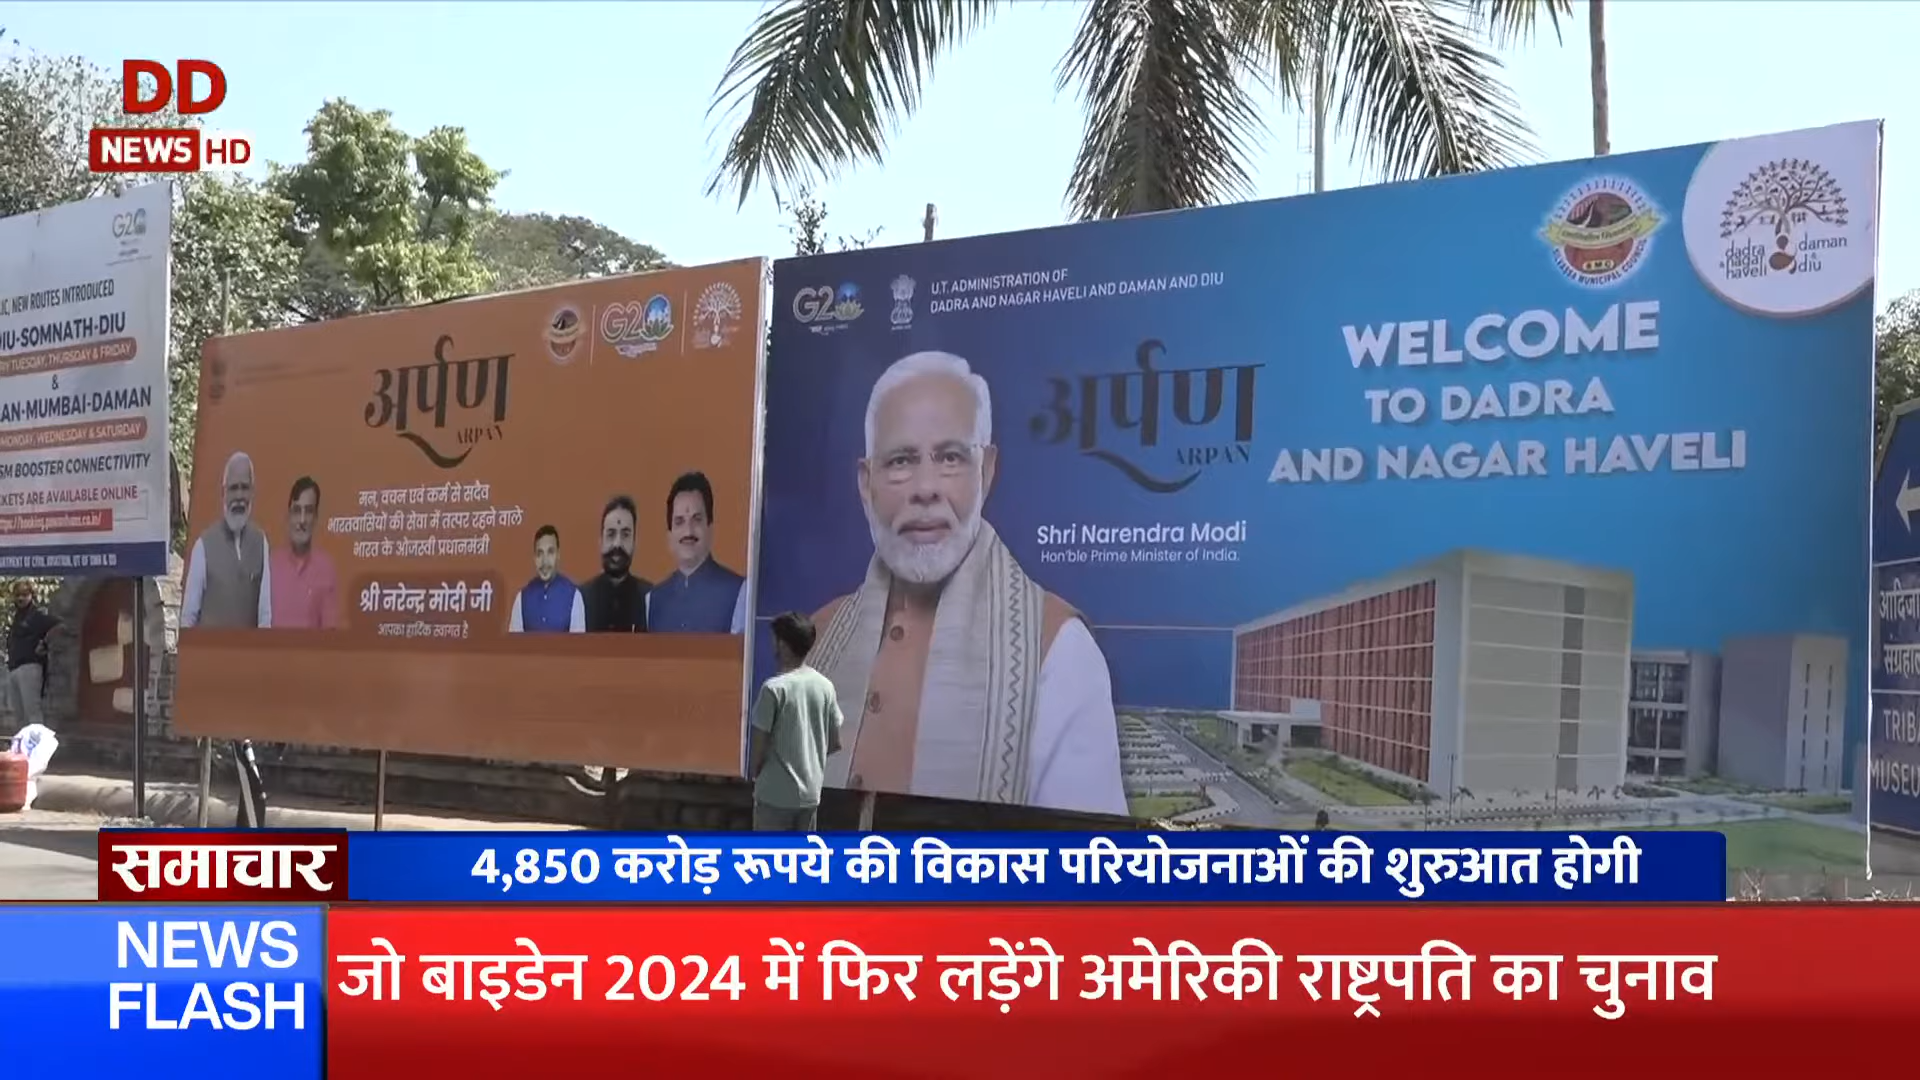 DD
NEWS HD
G20
NEW ROUTES INTRODUCED
DIU-SOMNATH-DIU
TUESDAY, THURSDAY & FRIDAY
&
MUMBAI-DAMAN
MONDAY, WEDNESDAY & SATURDAY
BOOSTER CONNECTIVITY
ARE AVAILABLE ONLINE
G20
अर्पण
ARPAN
मन, वचन एवं कर्म से सदैव
भारतवासियों की सेवा में तत्पर रहने वाले
भारत के ओजस्वी प्रधानमंत्री
श्री नरेन्द्र मोदी जी
आपका हार्दिक स्वागत है
G20
U.T. ADMINISTRATION OF
DADRA AND NAGAR HAVELI AND DAMAN AND DIU
अर्पण
ARPAN
Shri Narendra Modi
Hon'ble Prime Minister of India.
WELCOME
TO DADRA
AND NAGAR HAVELI
SILVASSA MUNICIPAL COUNCIL
S.M.C
dadra & nagar haveli
daman & diu
समाचार
4,850 करोड़ रूपये की विकास परियोजनाओं की शुरुआत होगी
NEWS
FLASH
जो बाइडेन 2024 में फिर लड़ेंगे अमेरिकी राष्ट्रपति का चुनाव